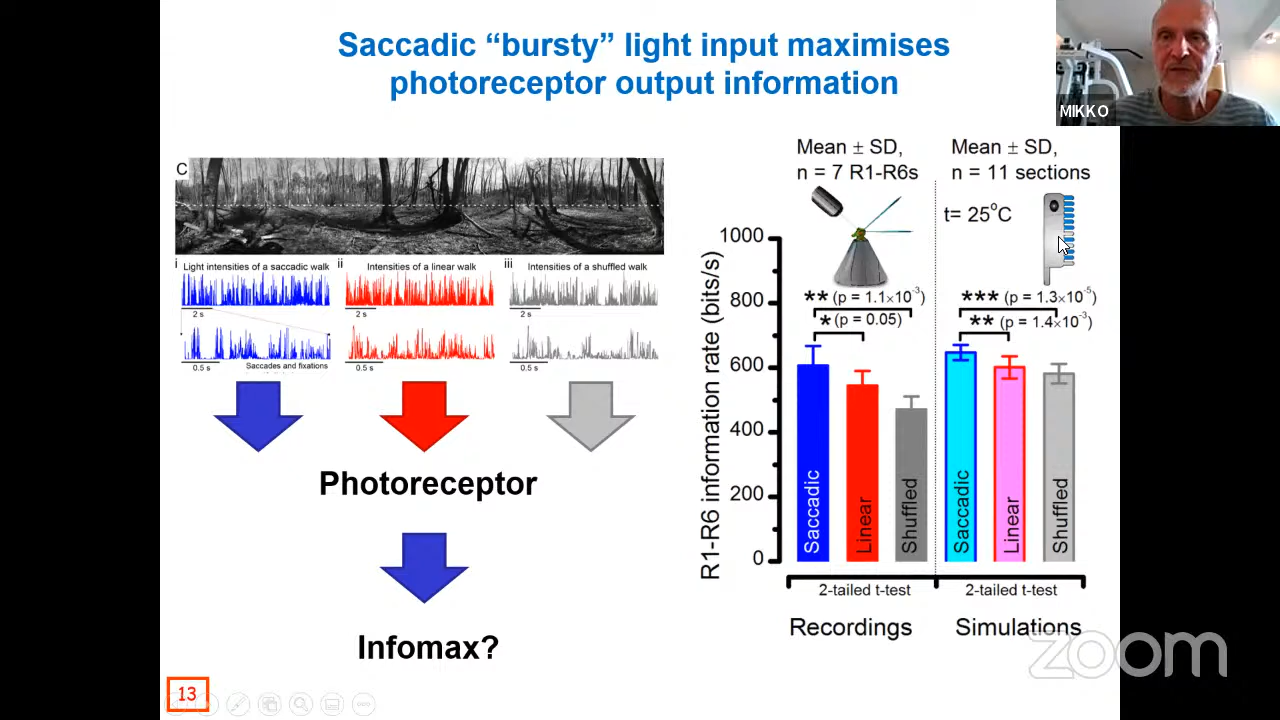 Saccadic “bursty” light input maximises
photoreceptor output information
MIKKO
C
i
Light intensities of a saccadic walk
2 s
0.5 s
Saccades and fixations
ii
Intensities of a linear walk
2 s
0.5 s
iii
Intensities of a shuffled walk
2 s
0.5 s
Photoreceptor
Infomax?
13
Mean ± SD,
n = 7 R1-R6s
Mean ± SD,
n = 11 sections
t= 25°C
R1-R6 information rate (bits/s)
1000
800
600
400
200
0
** (p = 1.1×10-3)
* (p = 0.05)
*** (p = 1.3×10-5)
** (p = 1.4×10-3)
Saccadic
Linear
Shuffled
Saccadic
Linear
Shuffled
2-tailed t-test
2-tailed t-test
Recordings
Simulations
zoom